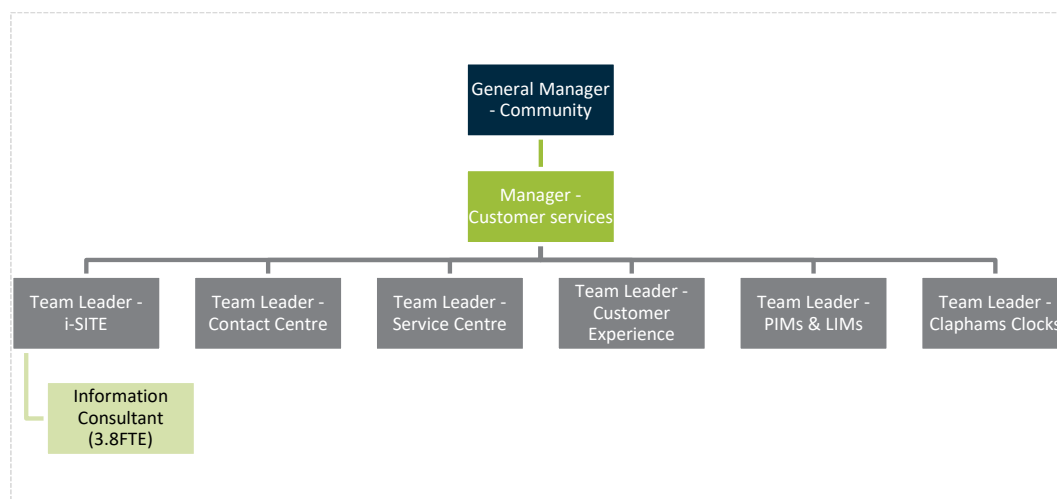 General Manager
- Community
Manager -
Customer services
Team Leader -
i-SITE
Team Leader -
Contact Centre
Team Leader -
Service Centre
Team Leader -
Customer
Experience
Team Leader -
PIMs & LIMs
Team Leader -
Claphams Clocks
Information
Consultant
(3.8FTE)